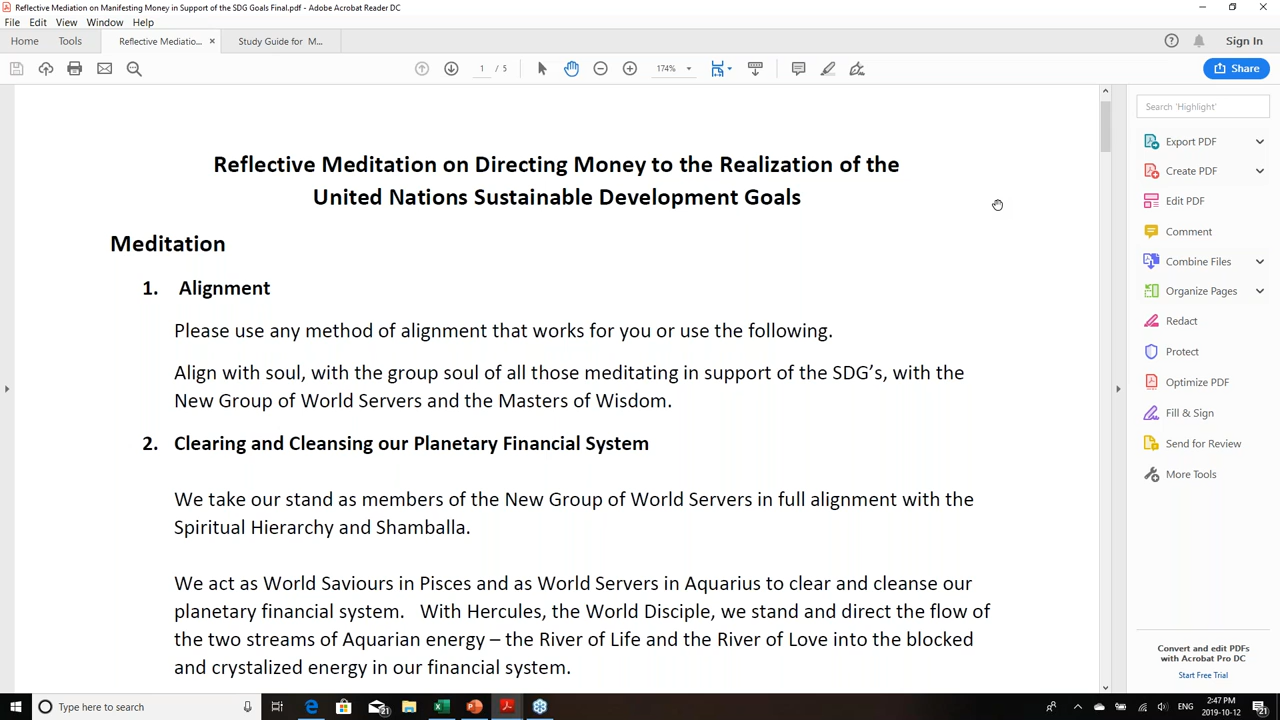 Reflective Meditation on Manifesting Money in Support of the SDG Goals Final.pdf - Adobe Acrobat Reader DC
File Edit View Window Help
Home Tools Reflective Meditatio... × Study Guide for M... Sign In
1 / 5 174% Share
Search 'Highlight'
Reflective Meditation on Directing Money to the Realization of the
United Nations Sustainable Development Goals
Meditation
1. Alignment
Please use any method of alignment that works for you or use the following.
Align with soul, with the group soul of all those meditating in support of the SDG's, with the
New Group of World Servers and the Masters of Wisdom.
2. Clearing and Cleansing our Planetary Financial System
We take our stand as members of the New Group of World Servers in full alignment with the
Spiritual Hierarchy and Shamballa.
We act as World Saviours in Pisces and as World Servers in Aquarius to clear and cleanse our
planetary financial system. With Hercules, the World Disciple, we stand and direct the flow of
the two streams of Aquarian energy – the River of Life and the River of Love into the blocked
and crystalized energy in our financial system.
Export PDF
Create PDF
Edit PDF
Comment
Combine Files
Organize Pages
Redact
Protect
Optimize PDF
Fill & Sign
Send for Review
More Tools
Convert and edit PDFs
with Acrobat Pro DC
Start Free Trial
Type here to search
21
ENG
2:47 PM
2019-10-12
21